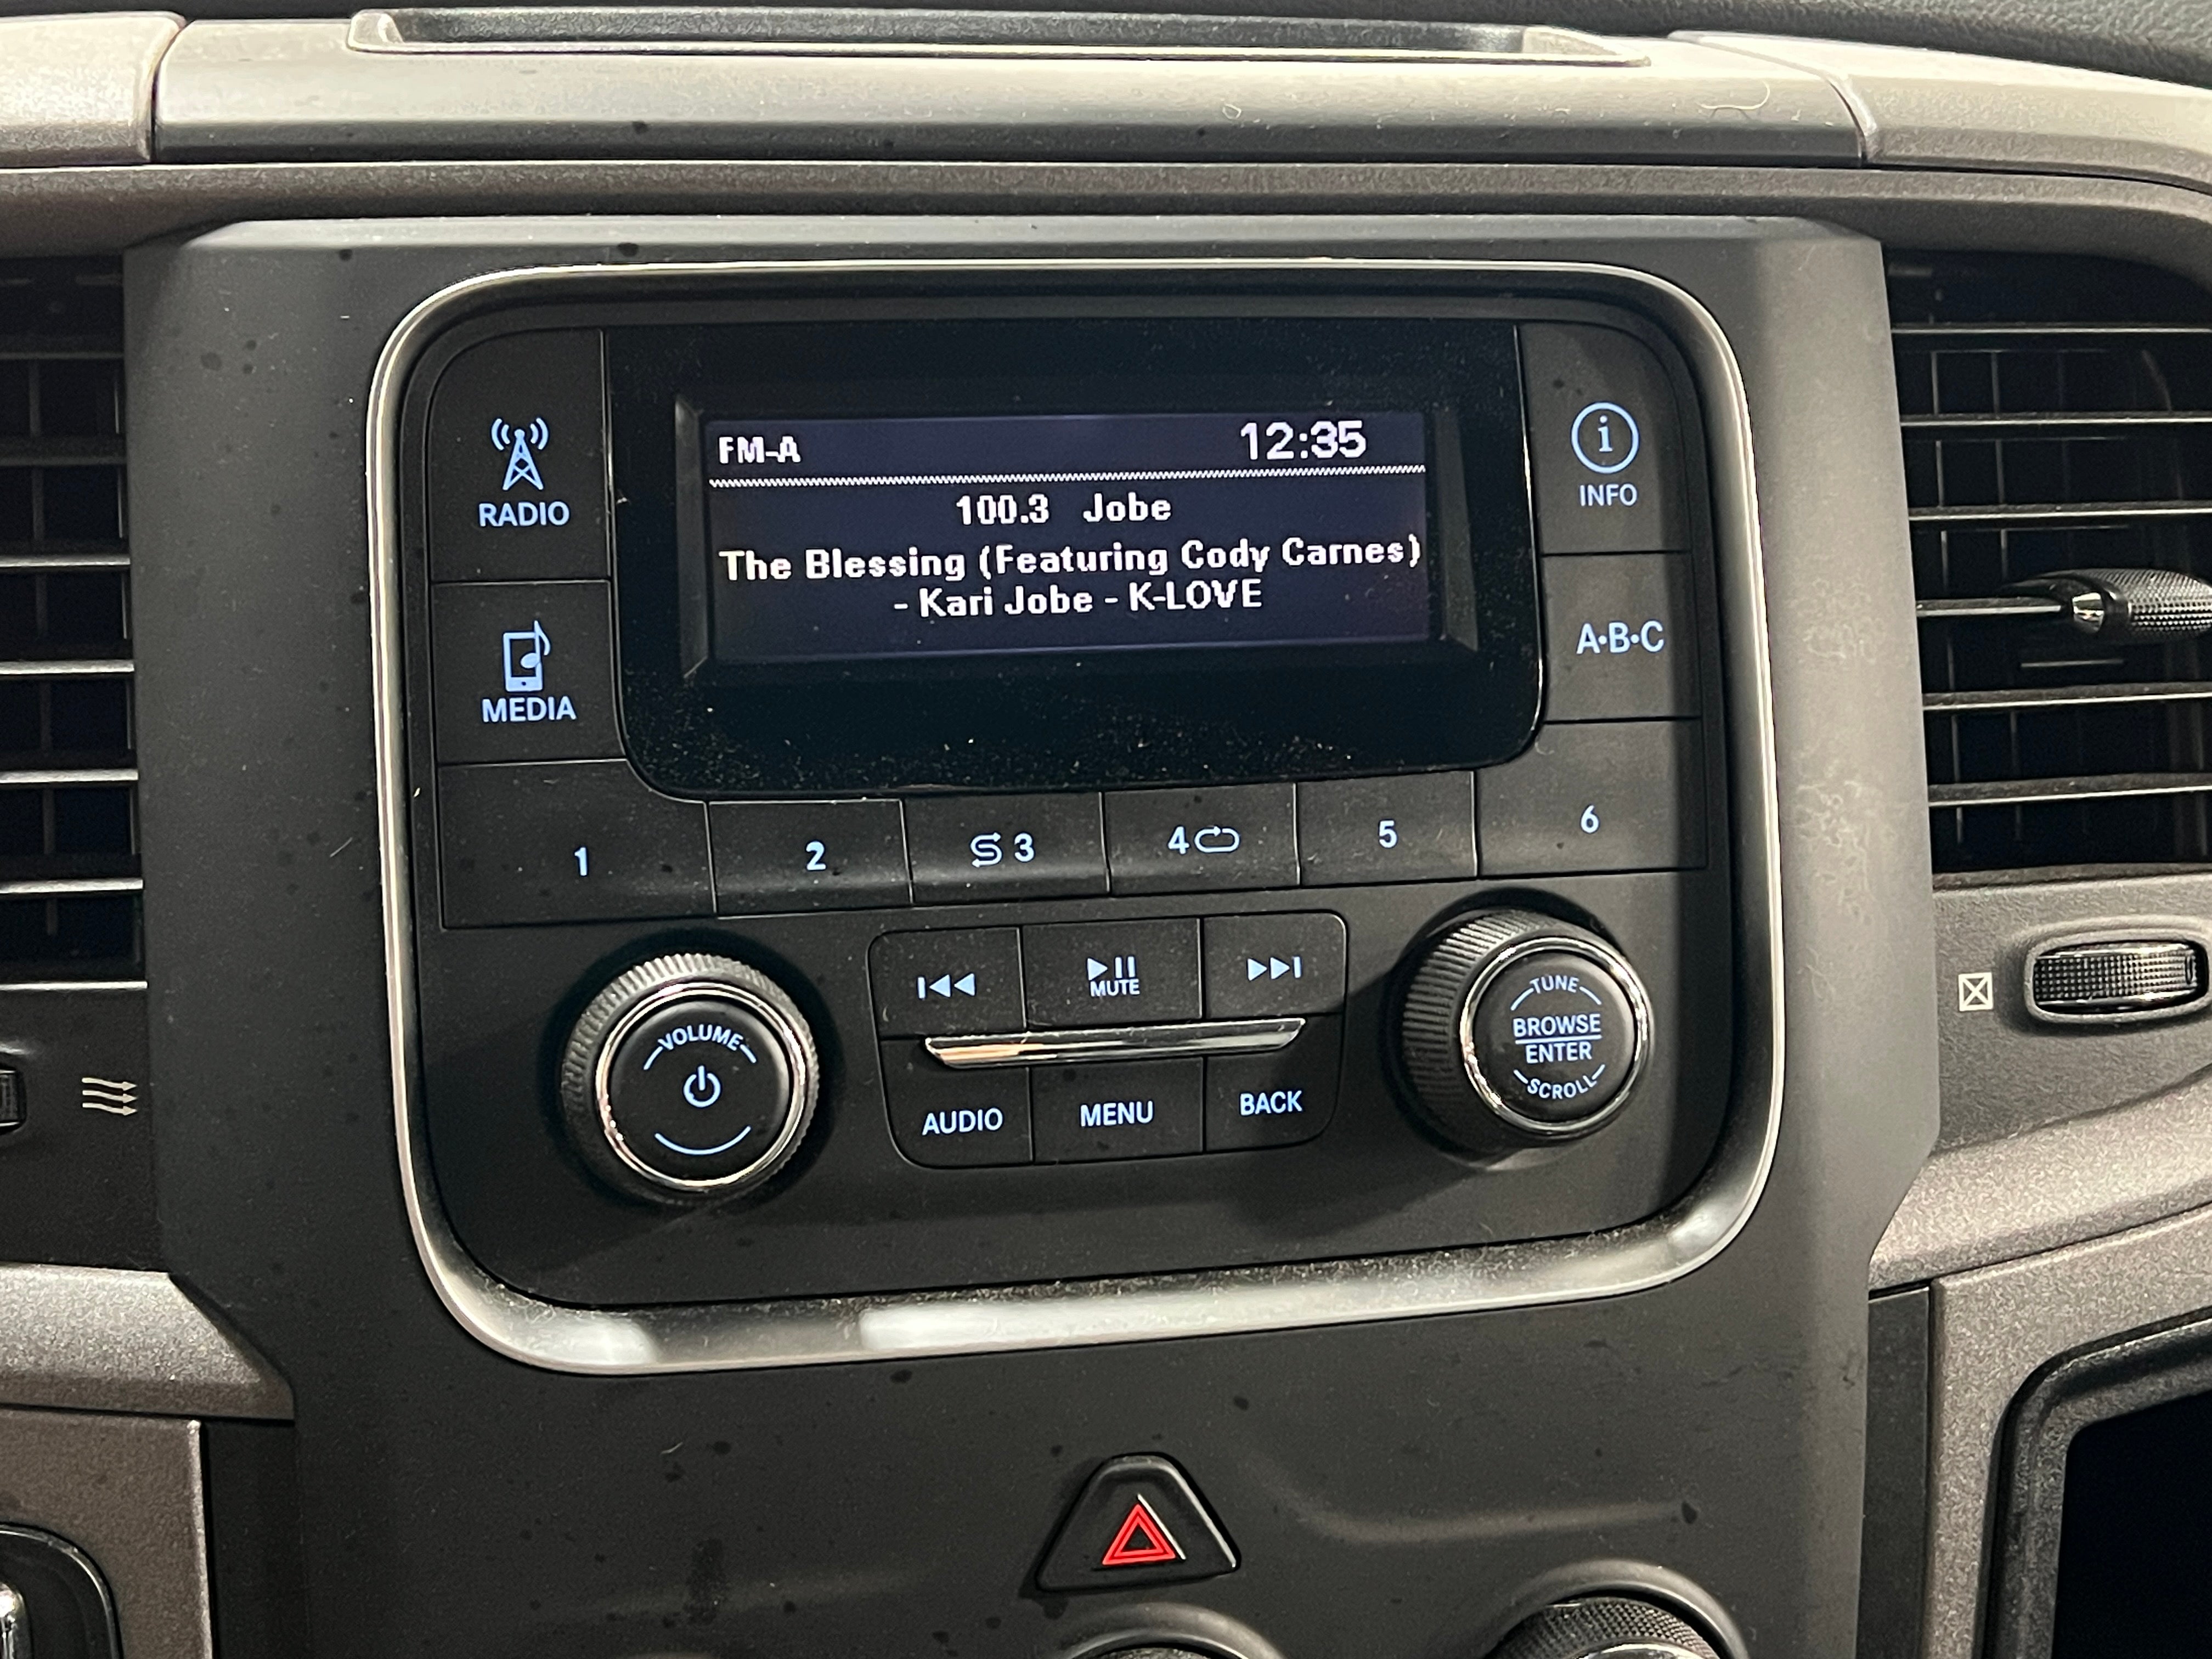 FM-A 12:35
100.3 Jobe
The Blessing (Featuring Cody Carnes)
- Kari Jobe - K-LOVE
RADIO
INFO
MEDIA
A·B·C
1 2 3 4 5 6
MUTE
VOLUME
TUNE
BROWSE
ENTER
SCROLL
AUDIO MENU BACK